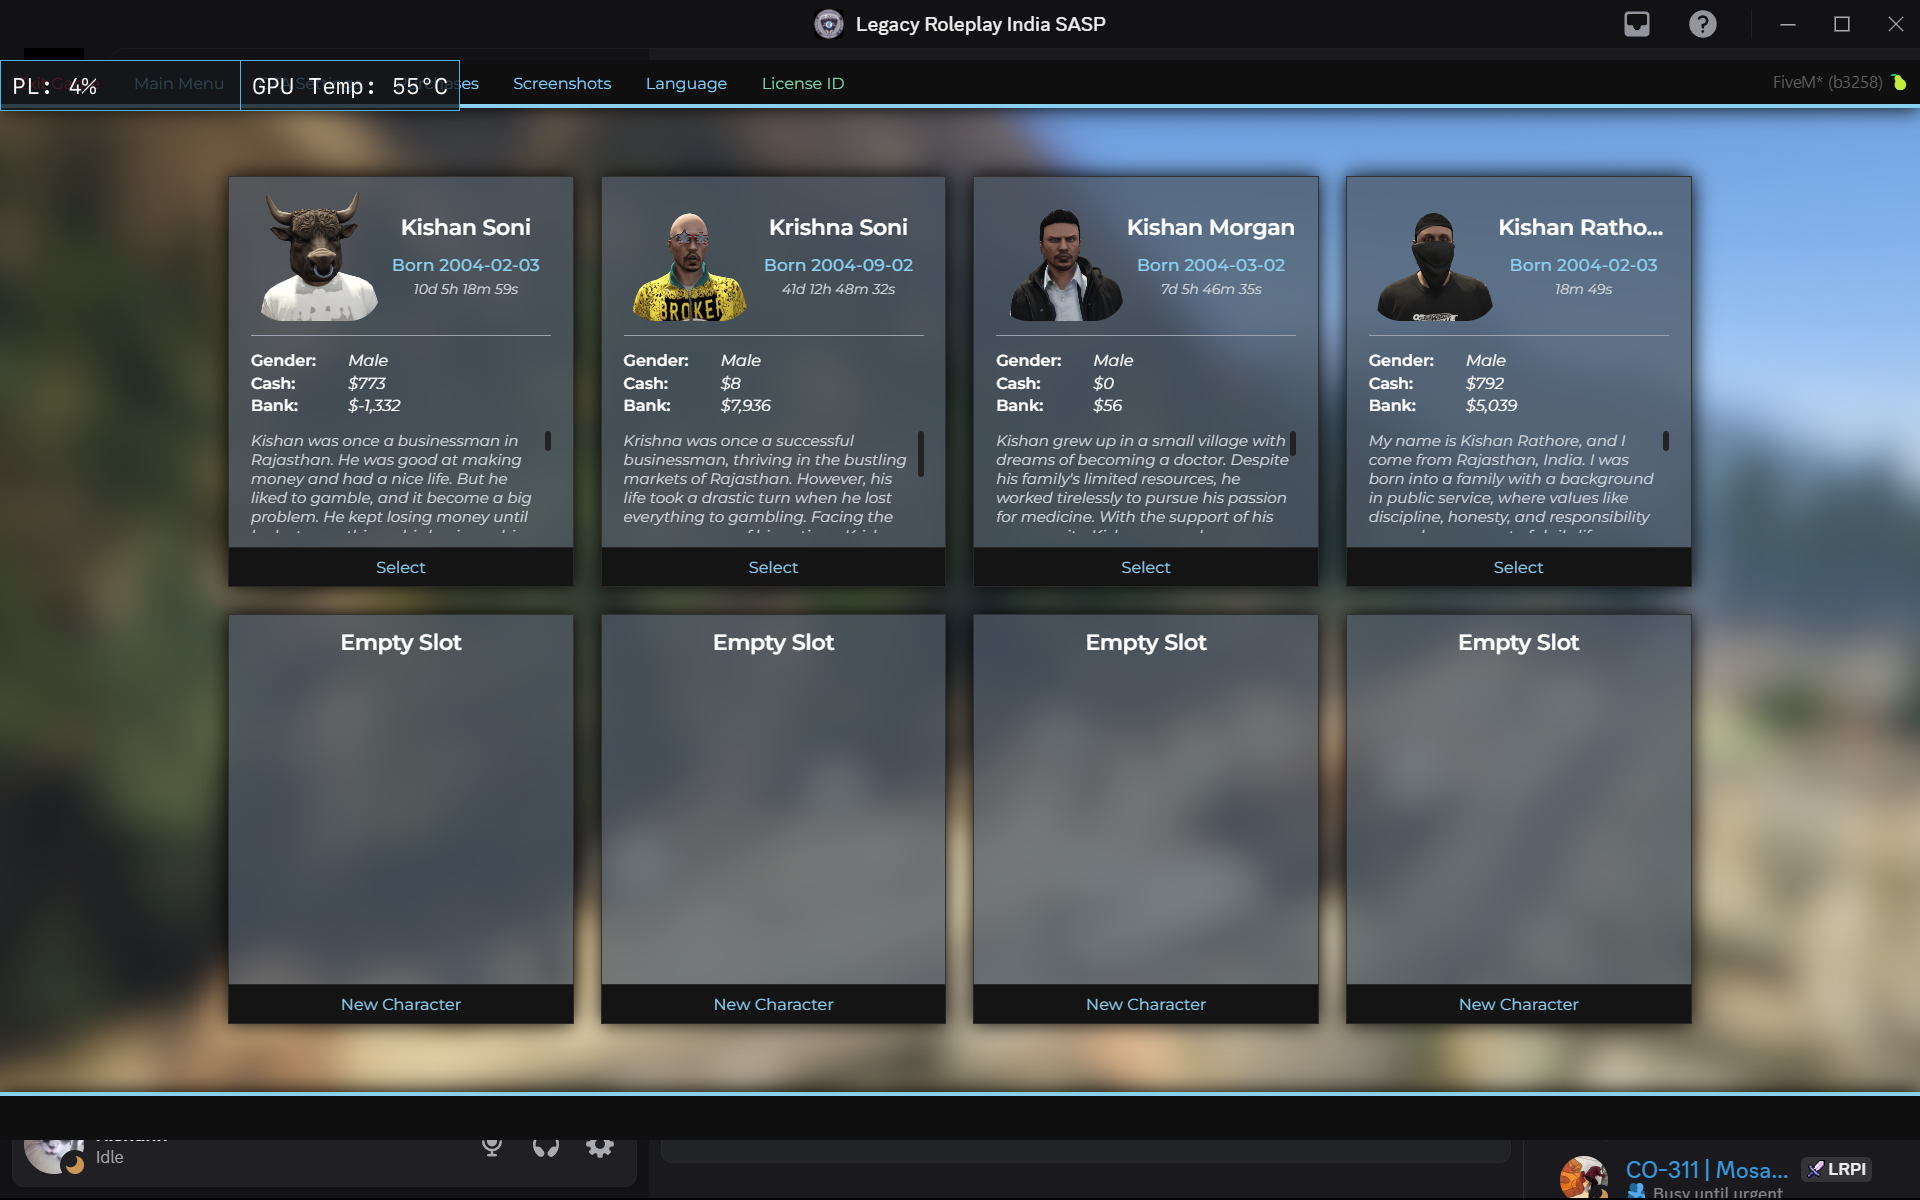 Legacy Roleplay India SASP
PL: 4%
Main Menu
GPU Temp: 55°C
Screenshots
Language
License ID
FiveM* (b3258)
Kishan Soni
Born 2004-02-03
10d 5h 18m 59s
Gender: Male
Cash: $773
Bank: $-1,332
Kishan was once a businessman in
Rajasthan. He was good at making
money and had a nice life. But he
liked to gamble, and it become a big
problem. He kept losing money until
Select
Krishna Soni
Born 2004-09-02
41d 12h 48m 32s
BROKER
Gender: Male
Cash: $8
Bank: $7,936
Krishna was once a successful
businessman, thriving in the bustling
markets of Rajasthan. However, his
life took a drastic turn when he lost
everything to gambling. Facing the
Select
Kishan Morgan
Born 2004-03-02
7d 5h 46m 35s
Gender: Male
Cash: $0
Bank: $56
Kishan grew up in a small village with
dreams of becoming a doctor. Despite
his family's limited resources, he
worked tirelessly to pursue his passion
for medicine. With the support of his
Select
Kishan Ratho...
Born 2004-02-03
18m 49s
Gender: Male
Cash: $792
Bank: $5,039
My name is Kishan Rathore, and I
come from Rajasthan, India. I was
born into a family with a background
in public service, where values like
discipline, honesty, and responsibility
Select
Empty Slot
New Character
Empty Slot
New Character
Empty Slot
New Character
Empty Slot
New Character
Idle
CO-311 | Mosa...
LRPI
Busy until urgent